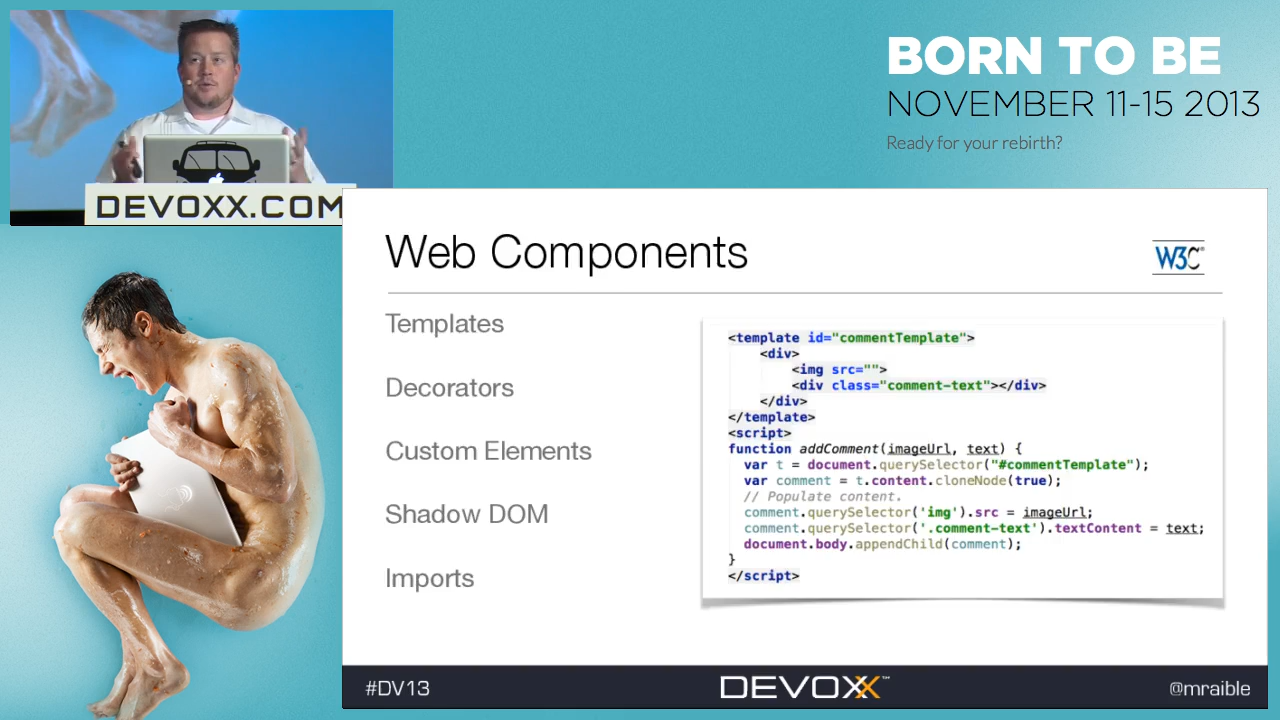 BORN TO BE
NOVEMBER 11-15 2013
Ready for your rebirth?
DEVOXX.COM
Web Components
W3C®
Templates
Decorators
Custom Elements
Shadow DOM
Imports
<template id="commentTemplate">
    <div>
        <img src="">
        <div class="comment-text"></div>
    </div>
</template>
<script>
function addComment(imageUrl, text) {
  var t = document.querySelector("#commentTemplate");
  var comment = t.content.cloneNode(true);
  // Populate content.
  comment.querySelector('img').src = imageUrl;
  comment.querySelector('.comment-text').textContent = text;
  document.body.appendChild(comment);
}
</script>
#DV13
DEVOXX™
@mraible